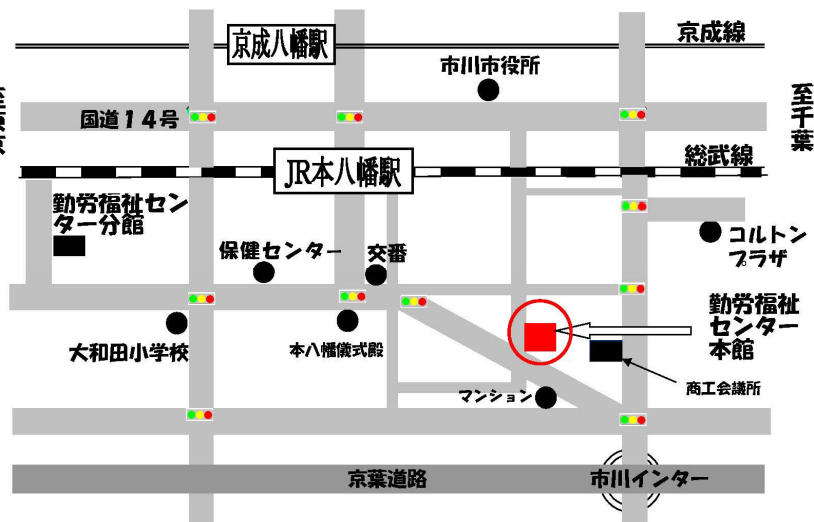 京成八幡駅
京成線
市川市役所
国道14号
至千葉
総武線
JR本八幡駅
勤労福祉セン
ター分館
保健センター
交番
コルトン
プラザ
勤労福祉
センター
本館
大和田小学校
本八幡儀式殿
マンション
商工会議所
京葉道路
市川インター